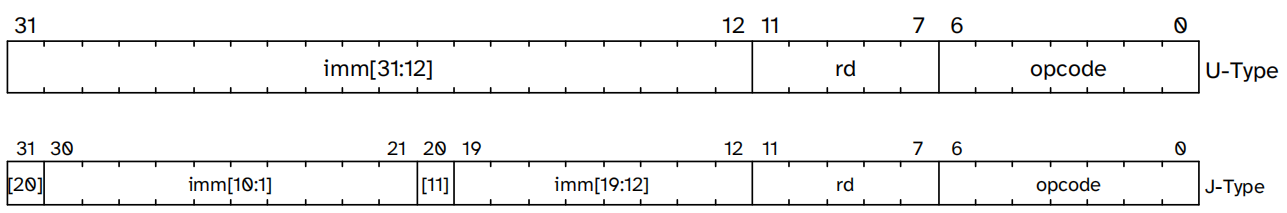 31 12 11 7 6 0
imm[31:12] rd opcode U-Type
31 30 21 20 19 12 11 7 6 0
[20] imm[10:1] [11] imm[19:12] rd opcode J-Type